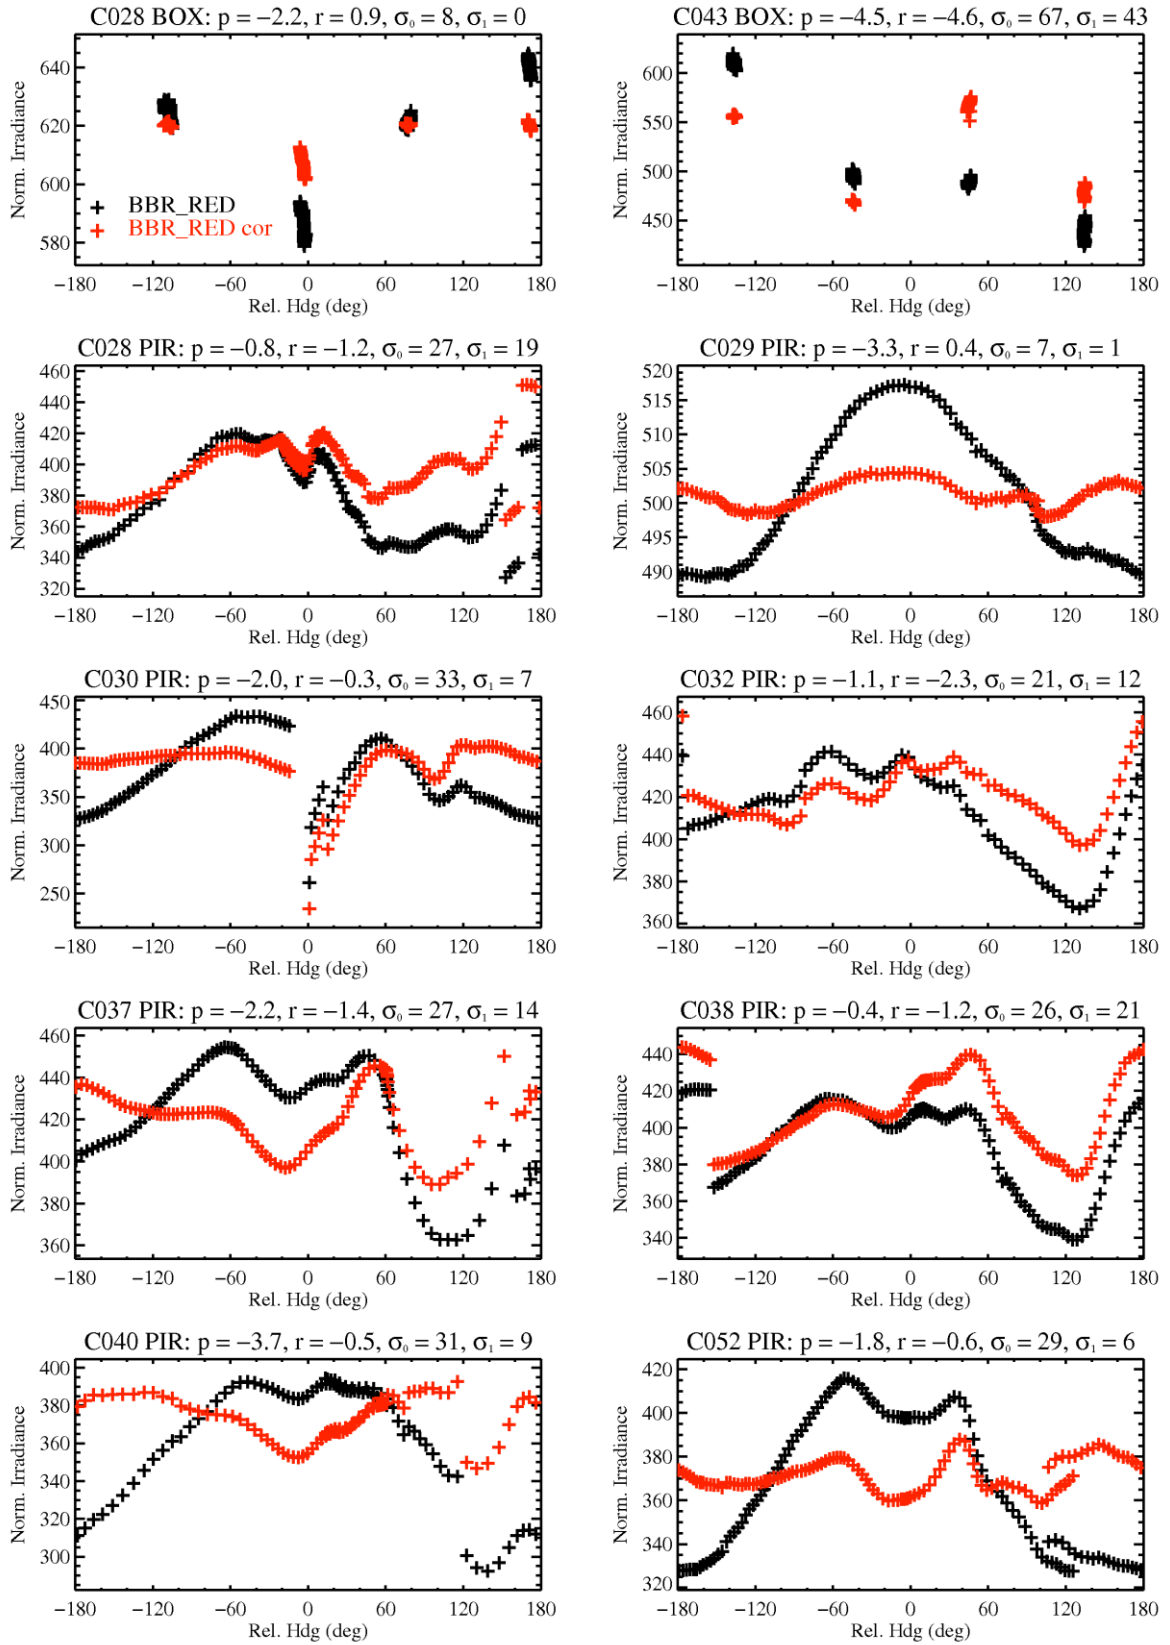 C028 BOX: p = −2.2, r = 0.9, σ₀ = 8, σ₁ = 0
Norm. Irradiance
640
620
600
580
BBR_RED
BBR_RED cor
−180 −120 −60 0 60 120 180
Rel. Hdg (deg)
C043 BOX: p = −4.5, r = −4.6, σ₀ = 67, σ₁ = 43
Norm. Irradiance
600
550
500
450
−180 −120 −60 0 60 120 180
Rel. Hdg (deg)
C028 PIR: p = −0.8, r = −1.2, σ₀ = 27, σ₁ = 19
Norm. Irradiance
460
440
420
400
380
360
340
320
−180 −120 −60 0 60 120 180
Rel. Hdg (deg)
C029 PIR: p = −3.3, r = 0.4, σ₀ = 7, σ₁ = 1
Norm. Irradiance
520
515
510
505
500
495
490
−180 −120 −60 0 60 120 180
Rel. Hdg (deg)
C030 PIR: p = −2.0, r = −0.3, σ₀ = 33, σ₁ = 7
Norm. Irradiance
450
400
350
300
250
−180 −120 −60 0 60 120 180
Rel. Hdg (deg)
C032 PIR: p = −1.1, r = −2.3, σ₀ = 21, σ₁ = 12
Norm. Irradiance
460
440
420
400
380
360
−180 −120 −60 0 60 120 180
Rel. Hdg (deg)
C037 PIR: p = −2.2, r = −1.4, σ₀ = 27, σ₁ = 14
Norm. Irradiance
460
440
420
400
380
360
−180 −120 −60 0 60 120 180
Rel. Hdg (deg)
C038 PIR: p = −0.4, r = −1.2, σ₀ = 26, σ₁ = 21
Norm. Irradiance
440
420
400
380
360
340
−180 −120 −60 0 60 120 180
Rel. Hdg (deg)
C040 PIR: p = −3.7, r = −0.5, σ₀ = 31, σ₁ = 9
Norm. Irradiance
400
380
360
340
320
300
−180 −120 −60 0 60 120 180
Rel. Hdg (deg)
C052 PIR: p = −1.8, r = −0.6, σ₀ = 29, σ₁ = 6
Norm. Irradiance
420
400
380
360
340
320
−180 −120 −60 0 60 120 180
Rel. Hdg (deg)